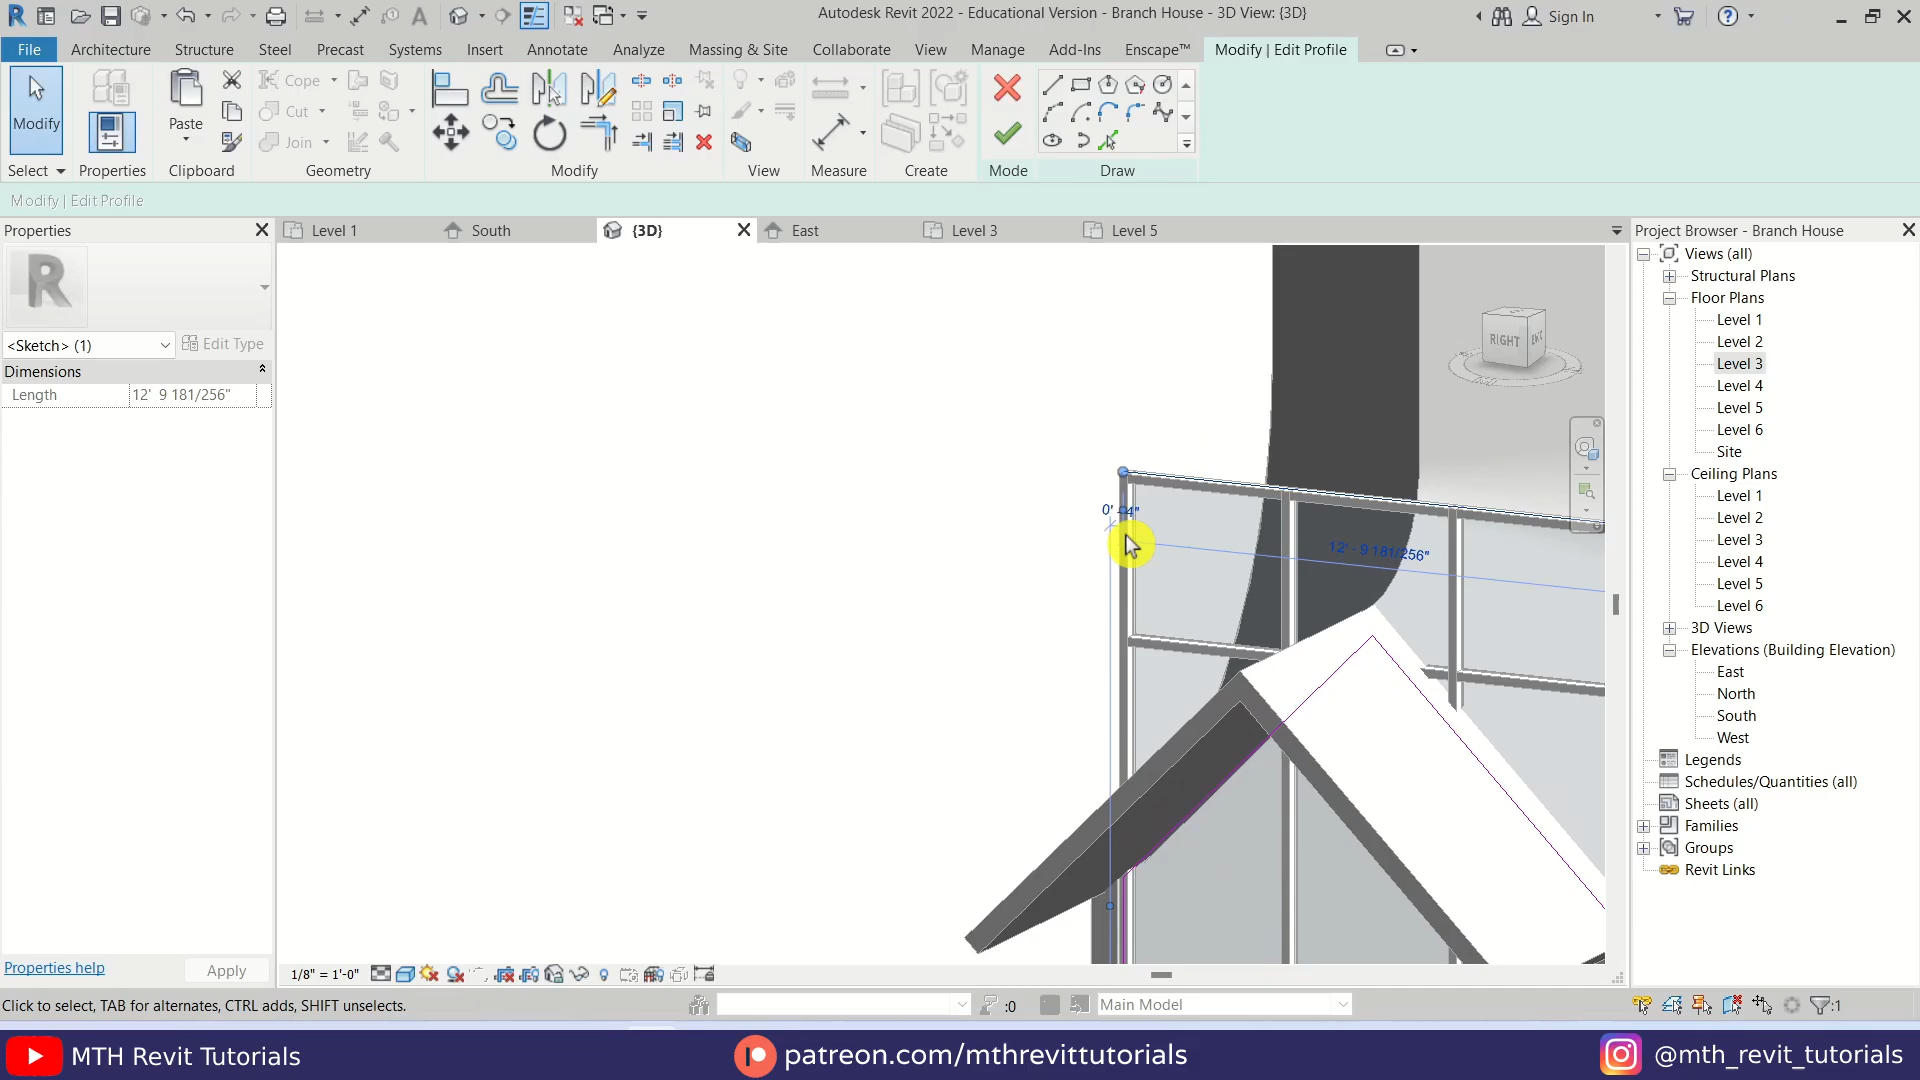 Autodesk Revit 2022 - Educational Version - Branch House - 3D View: {3D}
Sign In
File Architecture Structure Steel Precast Systems Insert Annotate Analyze Massing & Site Collaborate View Manage Add-Ins Enscape™ Modify | Edit Profile
Modify
Paste
Cope
Cut
Join
Select Properties Clipboard Geometry Modify View Measure Create Mode Draw
Modify | Edit Profile
Properties
Level 1
South
{3D}
East
Level 3
Level 5
Project Browser - Branch House
R
<Sketch> (1)
Edit Type
Dimensions
Length 12' 9 181/256"
Properties help
Apply
RIGHT
0' - 4"
12' - 9 181/256"
Views (all)
Structural Plans
Floor Plans
Level 1
Level 2
Level 3
Level 4
Level 5
Level 6
Site
Ceiling Plans
Level 1
Level 2
Level 3
Level 4
Level 5
Level 6
3D Views
Elevations (Building Elevation)
East
North
South
West
Legends
Schedules/Quantities (all)
Sheets (all)
Families
Groups
Revit Links
1/8" = 1'-0"
Click to select, TAB for alternates, CTRL adds, SHIFT unselects.
:0
Main Model
:1
MTH Revit Tutorials
patreon.com/mthrevittutorials
@mth_revit_tutorials